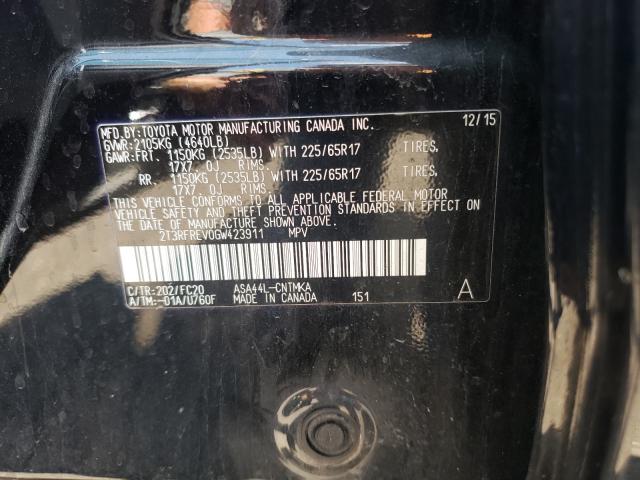 MFD.BY:TOYOTA MOTOR MANUFACTURING CANADA INC. 12/15
GVWR:2105KG (4640LB)
GAWR:FRT. 1150KG (2535LB) WITH 225/65R17 TIRES,
17X7.0J RIMS
RR. 1150KG (2535LB) WITH 225/65R17 TIRES,
17X7.0J RIMS
THIS VEHICLE CONFORMS TO ALL APPLICABLE FEDERAL MOTOR
VEHICLE SAFETY AND THEFT PREVENTION STANDARDS IN EFFECT ON
THE DATE OF MANUFACTURE SHOWN ABOVE.
2T3RFREV0GW423911 MPV
C/TR:202/FC20 ASA44L-CNTMKA
A/TM:-01A/U760F MADE IN CANADA 151 A